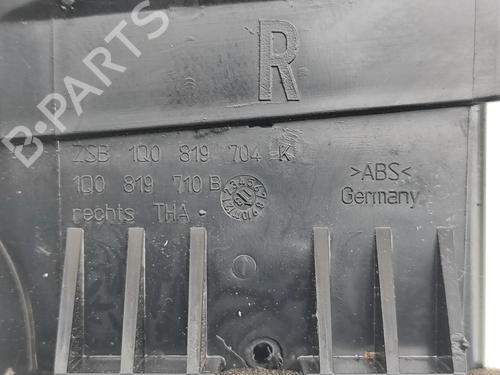 B-PARTS
R
ZSB 1Q0 819 704 K
1Q0 819 710 B
rechts THA
>ABS<
Germany